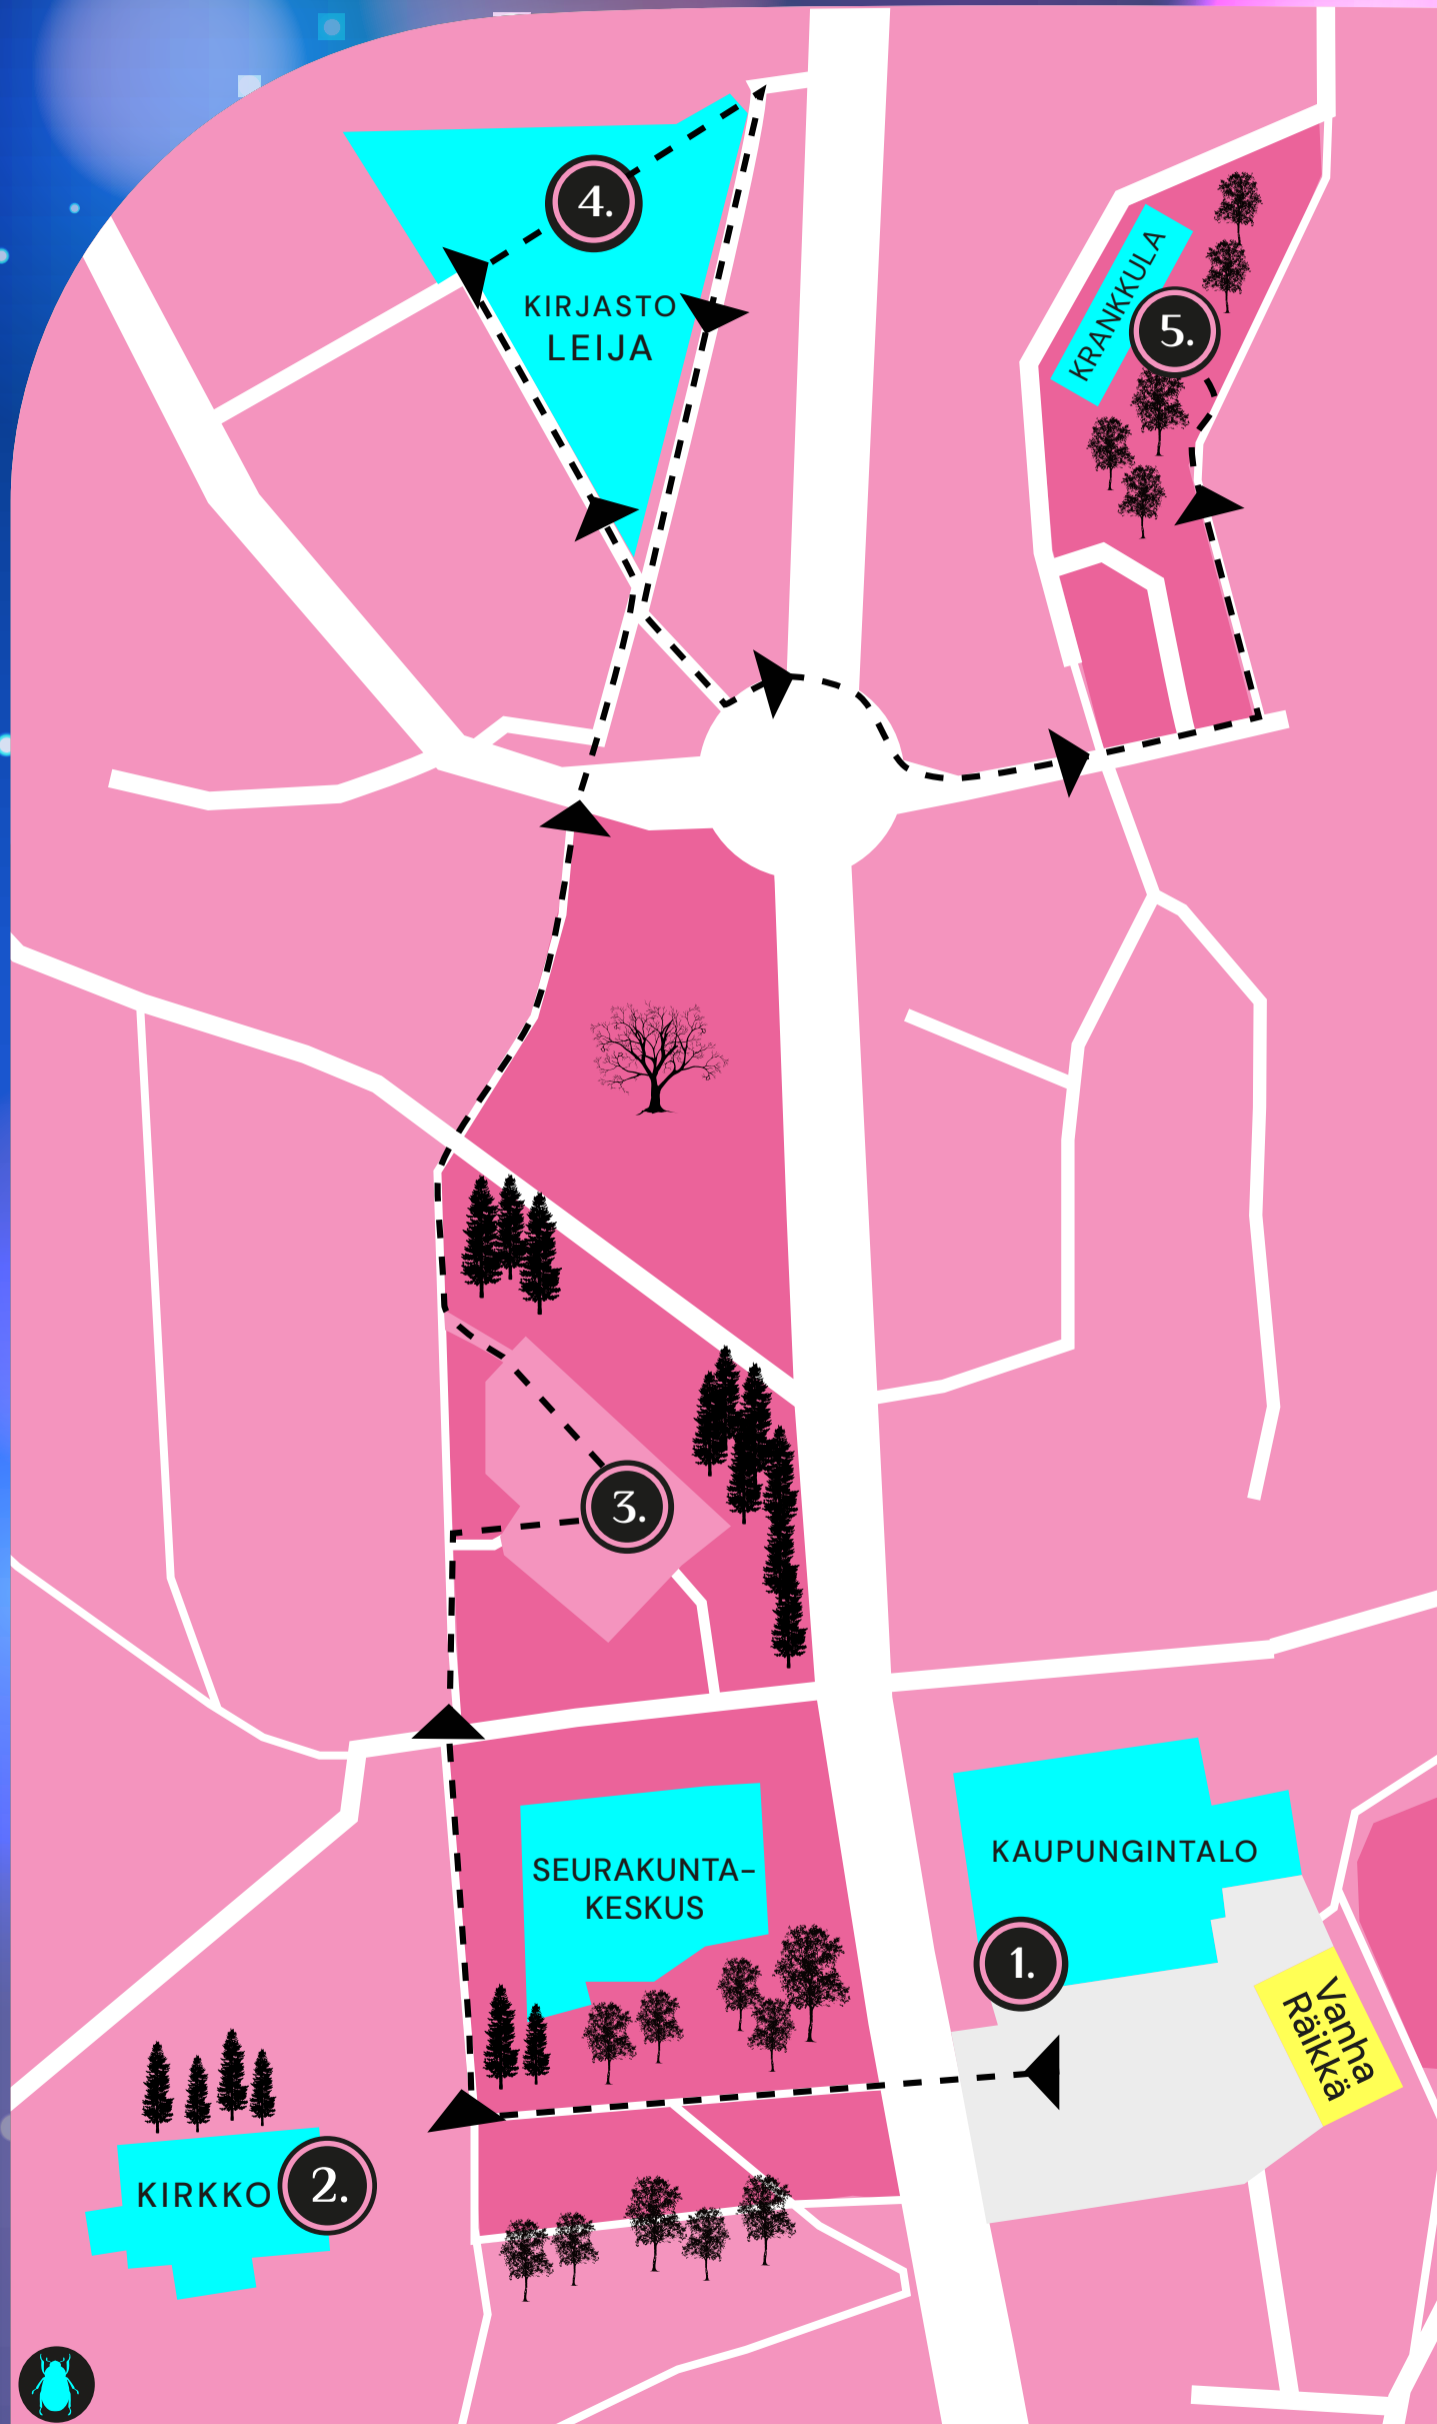 4.
KIRJASTO
LEIJA
KRANKKULA
5.
3.
SEURAKUNTA-
KESKUS
KAUPUNGINTALO
1.
Vanha
Räikkä
KIRKKO
2.